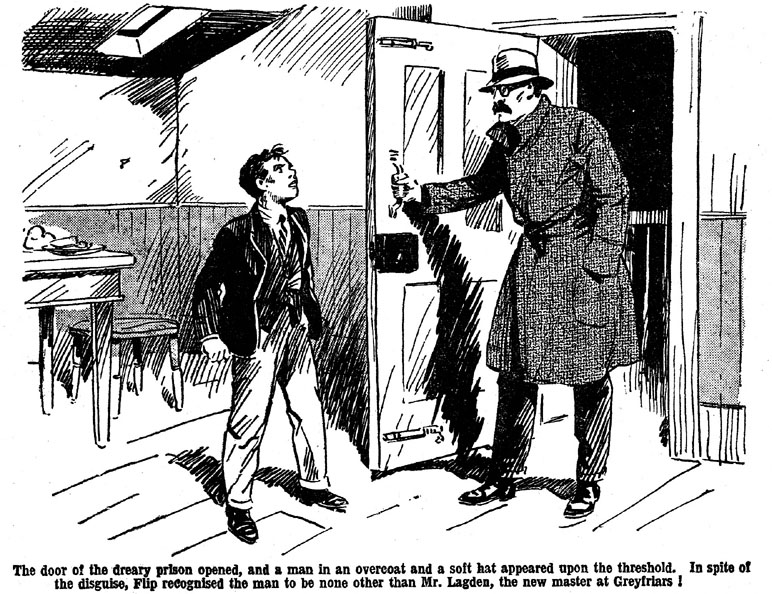 The door of the dreary prison opened, and a man in an overcoat and a soft hat appeared upon the threshold. In spite of
the disguise, Flip recognised the man to be none other than Mr. Lagden, the new master at Greyfriars !